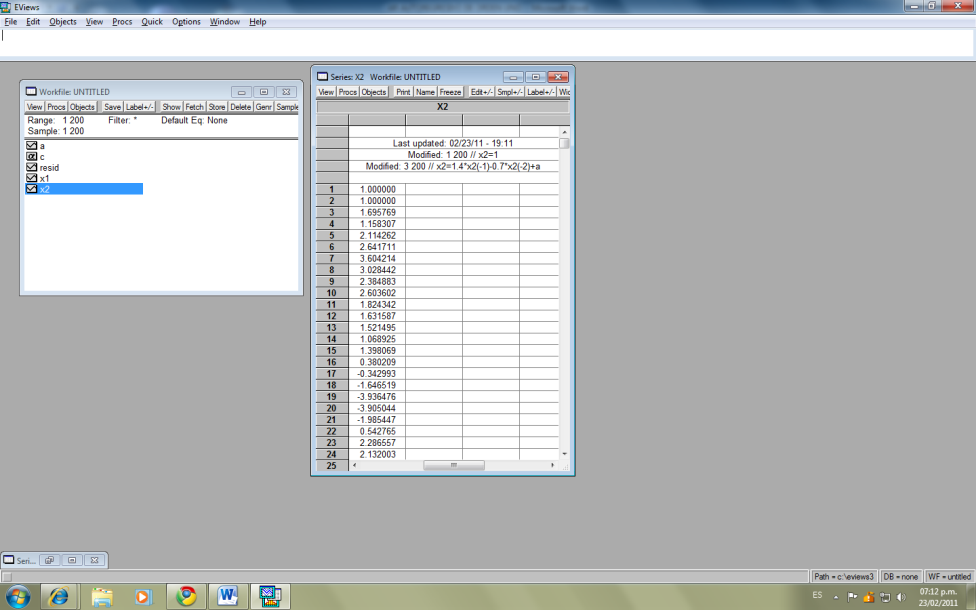 EViews
File Edit Objects View Procs Quick Options Window Help
Workfile: UNTITLED
View Procs Objects Save Label+/- Show Fetch Store Delete Genr Sample
Range: 1 200 Filter: * Default Eq: None
Sample: 1 200
a
c
resid
x1
x2
Series: X2 Workfile: UNTITLED
View Procs Objects Print Name Freeze Edit+/- Smpl+/- Label+/- Wid
X2
Last updated: 02/23/11 - 19:11
Modified: 1 200 // x2=1
Modified: 3 200 // x2=1.4*x2(-1)-0.7*x2(-2)+a
1 1.000000
2 1.000000
3 1.695769
4 1.158307
5 2.114262
6 2.641711
7 3.604214
8 3.028442
9 2.384883
10 2.603602
11 1.824342
12 1.631587
13 1.521495
14 1.068925
15 1.398069
16 0.380209
17 -0.342993
18 -1.646519
19 -3.936476
20 -3.905044
21 -1.985447
22 0.542765
23 2.286557
24 2.132003
25
Seri...
Path = c:\eviews3 DB = none WF = untitled
ES 07:12 p.m.
23/02/2011